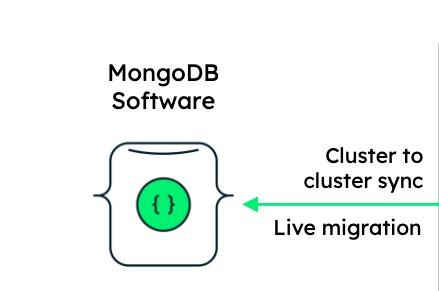 MongoDB
Software
{ }
Cluster to
cluster sync
Live migration